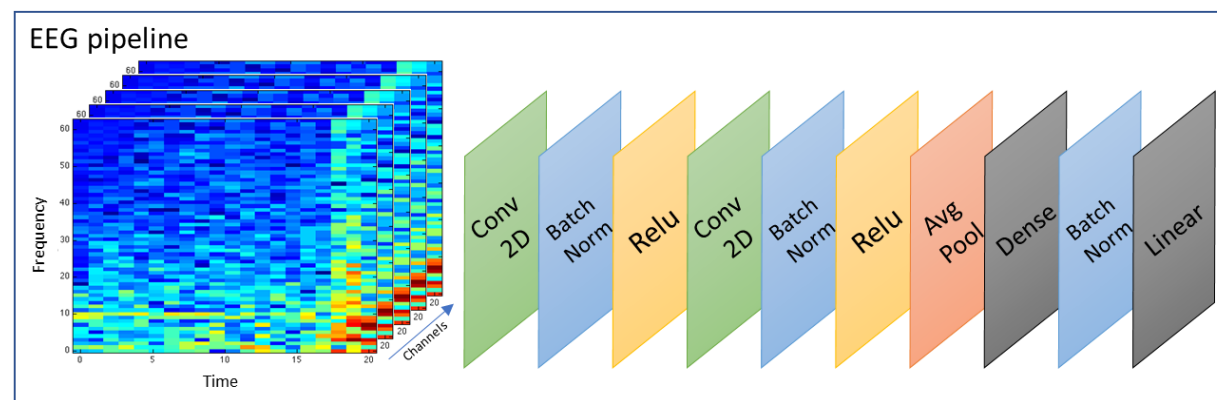 EEG pipeline
60
60
60
60
60
50
40
30
20
10
0
Frequency
0
5
10
15
20
20
20
20
20
Time
Channels
Conv
2D
Batch
Norm
Relu
Conv
2D
Batch
Norm
Relu
Avg
Pool
Dense
Batch
Norm
Linear